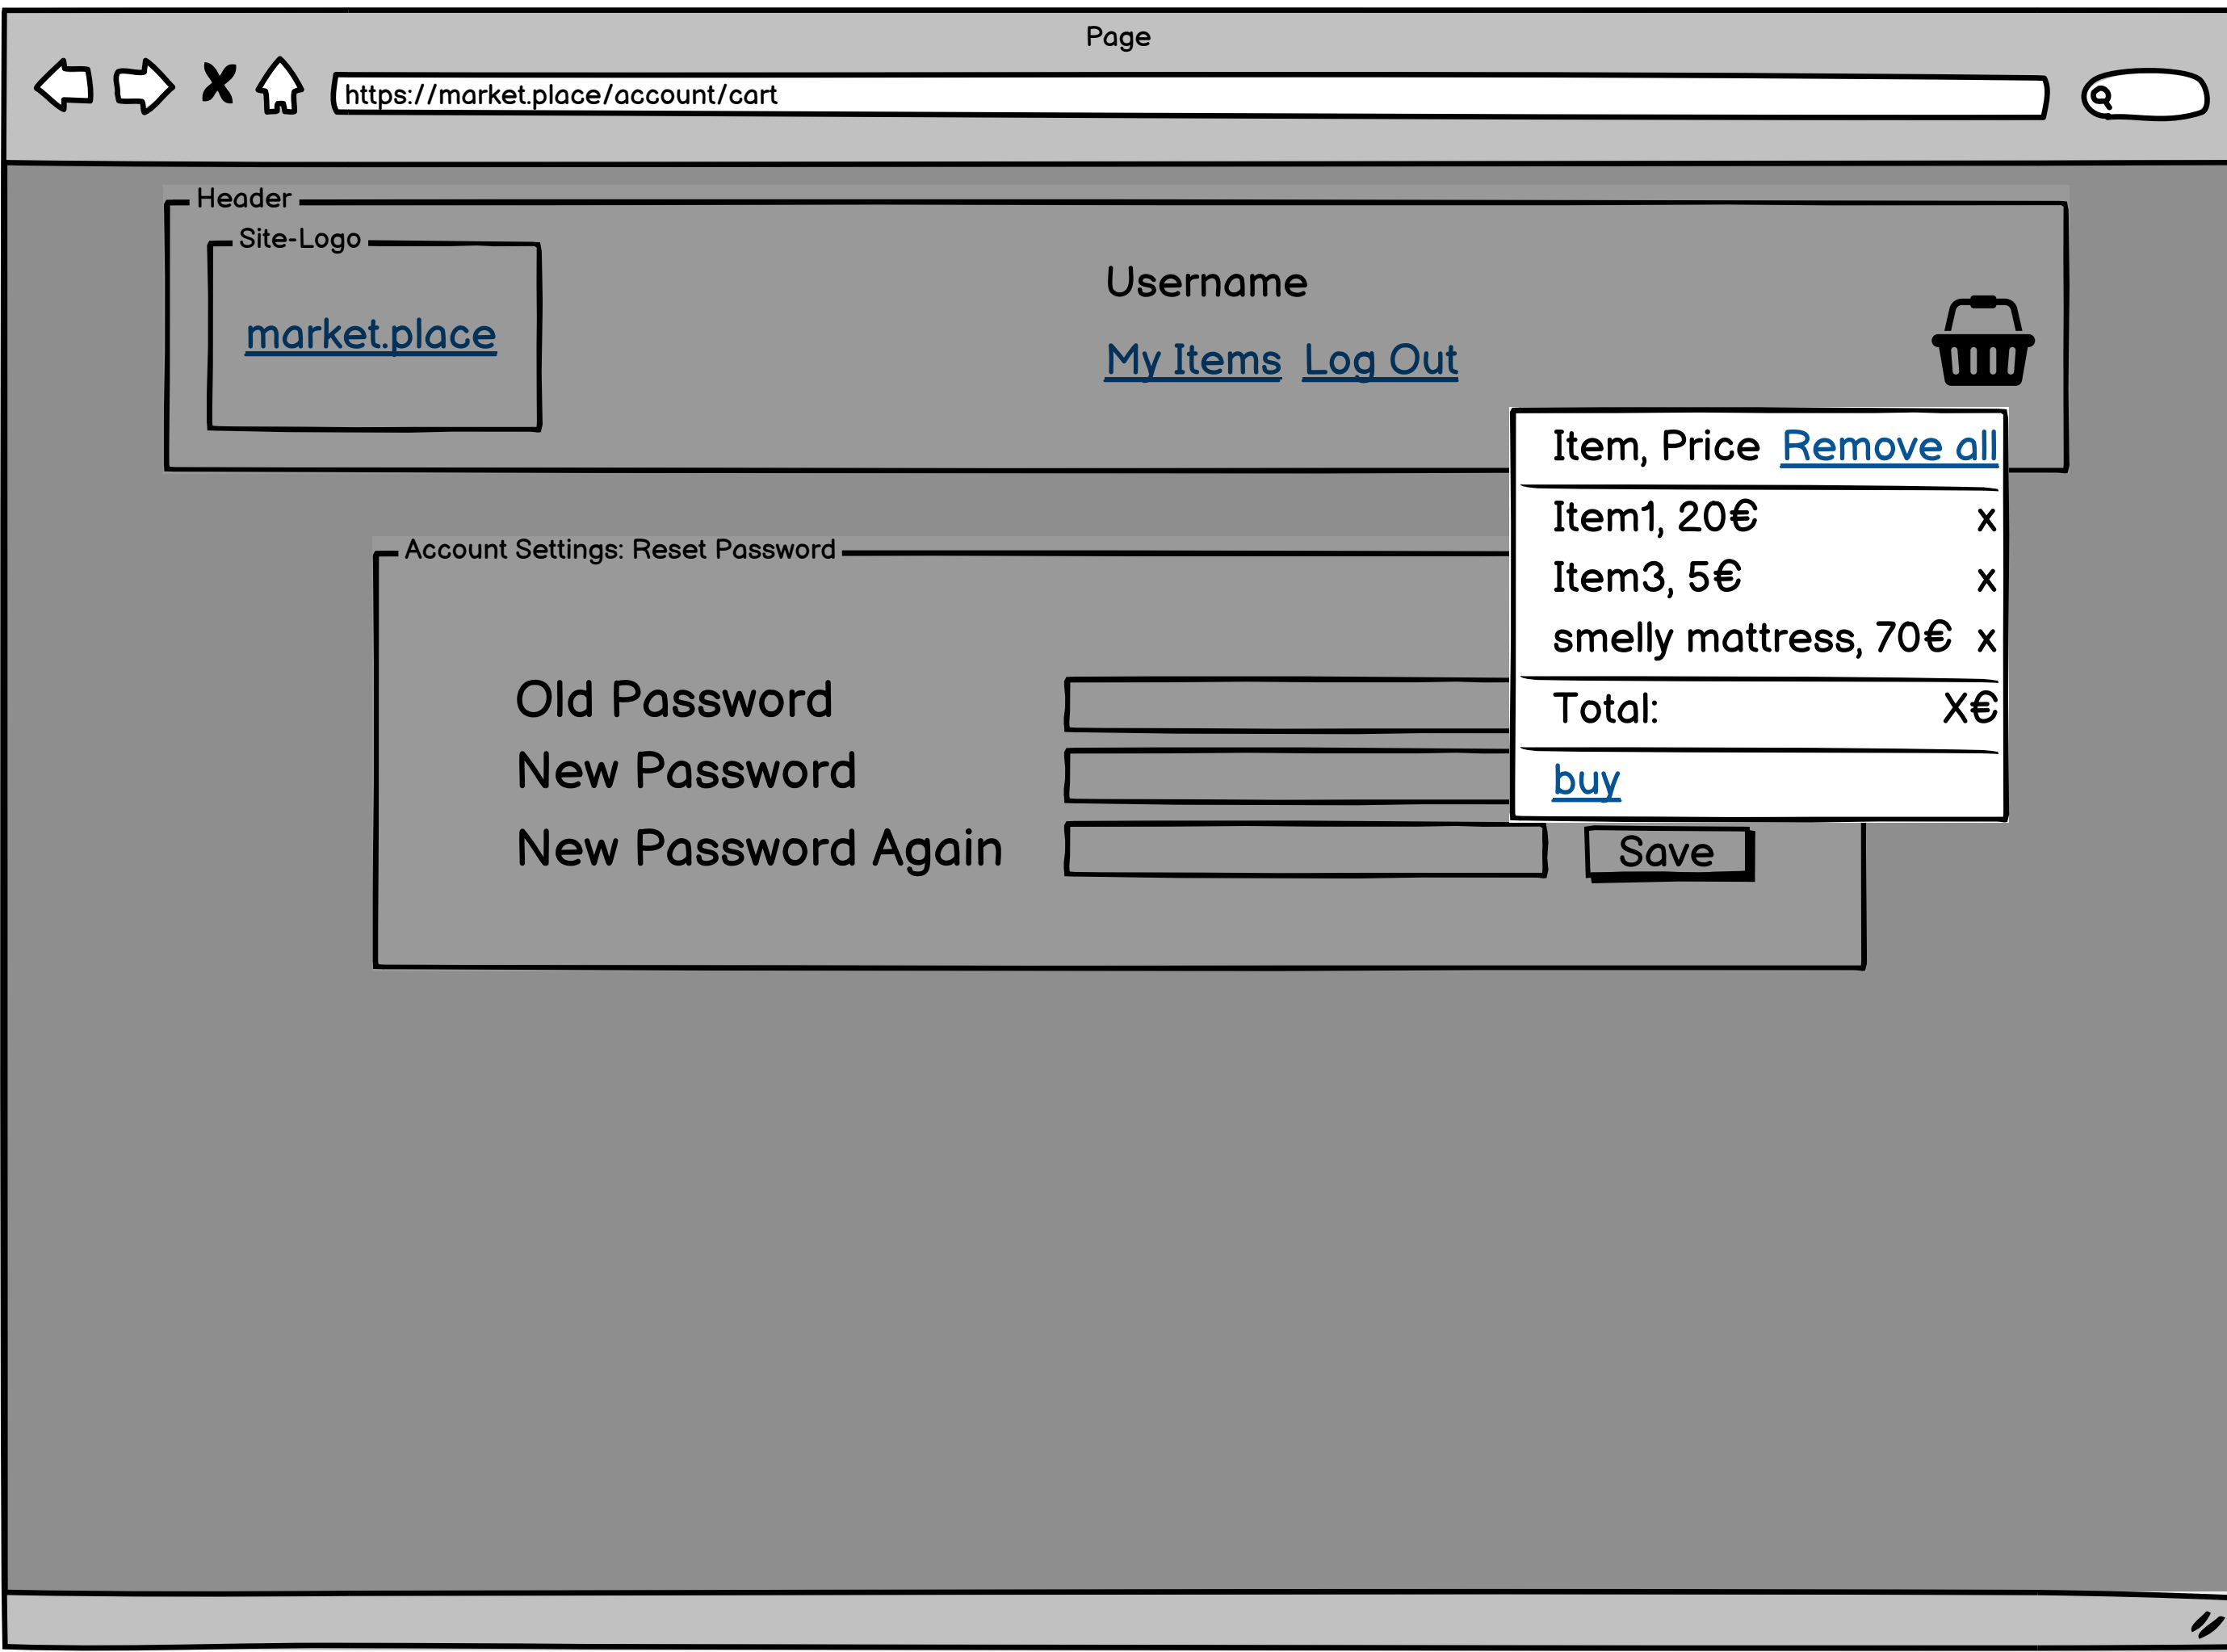 Page
https://market.place/account/cart
Header
Site-Logo
market.place
Username
My Items Log Out
Item, Price Remove all
Item1, 20€ x
Item3, 5€ x
smelly mattress, 70€ x
Total: X€
buy
Account Settings: Reset Password
Old Password
New Password
New Password Again
Save